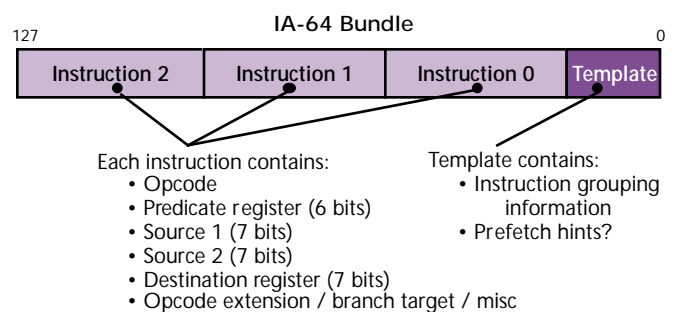 IA-64 Bundle
127
0
Instruction 2
Instruction 1
Instruction 0
Template
Each instruction contains:
• Opcode
• Predicate register (6 bits)
• Source 1 (7 bits)
• Source 2 (7 bits)
• Destination register (7 bits)
• Opcode extension / branch target / misc
Template contains:
• Instruction grouping
information
• Prefetch hints?